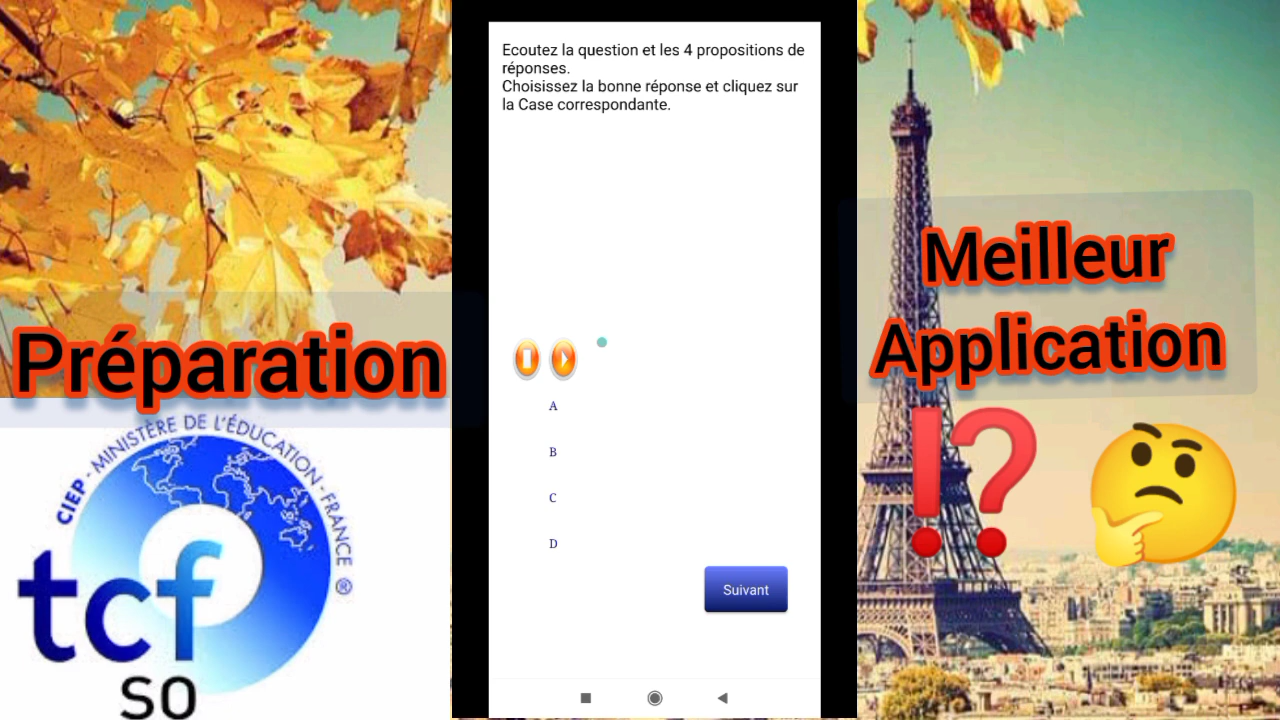 Préparation
CIEP - MINISTÈRE DE L'ÉDUCATION - FRANCE ®
tcf
SO
Ecoutez la question et les 4 propositions de
réponses.
Choisissez la bonne réponse et cliquez sur
la Case correspondante.
A
B
C
D
Suivant
Meilleur
Application
⁉